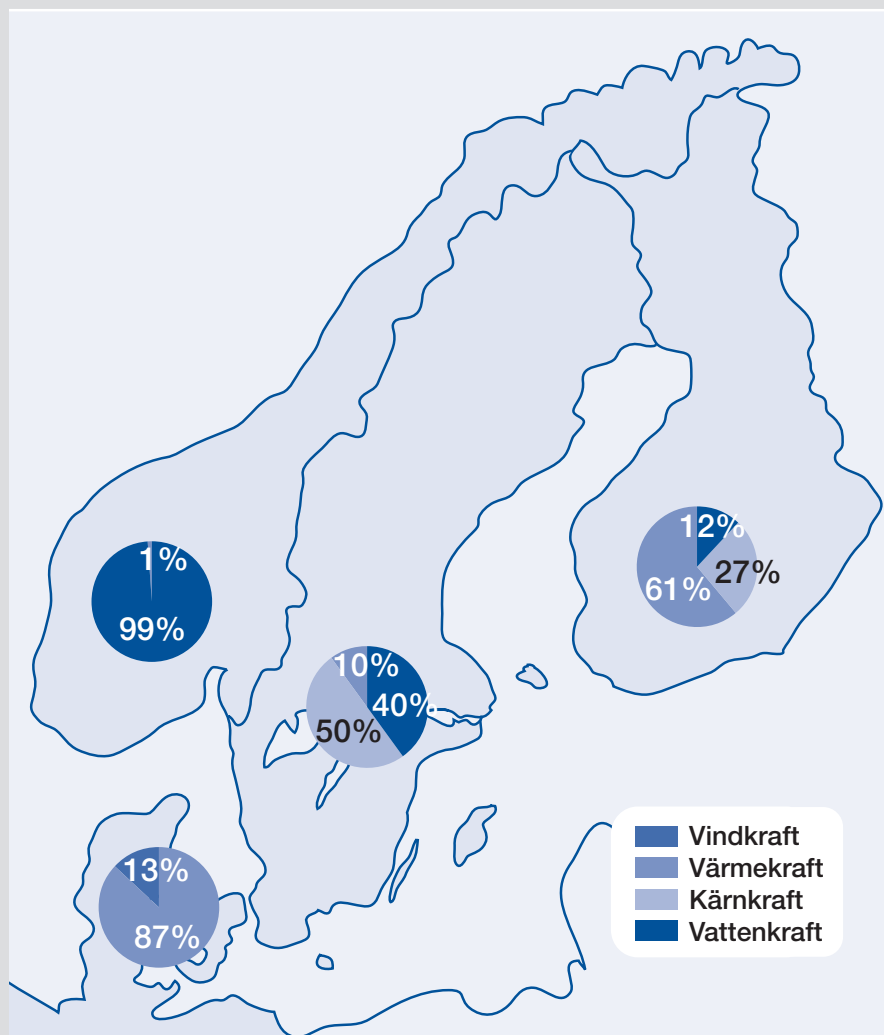 12%
27%
61%
1%
99%
10%
40%
50%
13%
87%
Vindkraft
Värmekraft
Kärnkraft
Vattenkraft